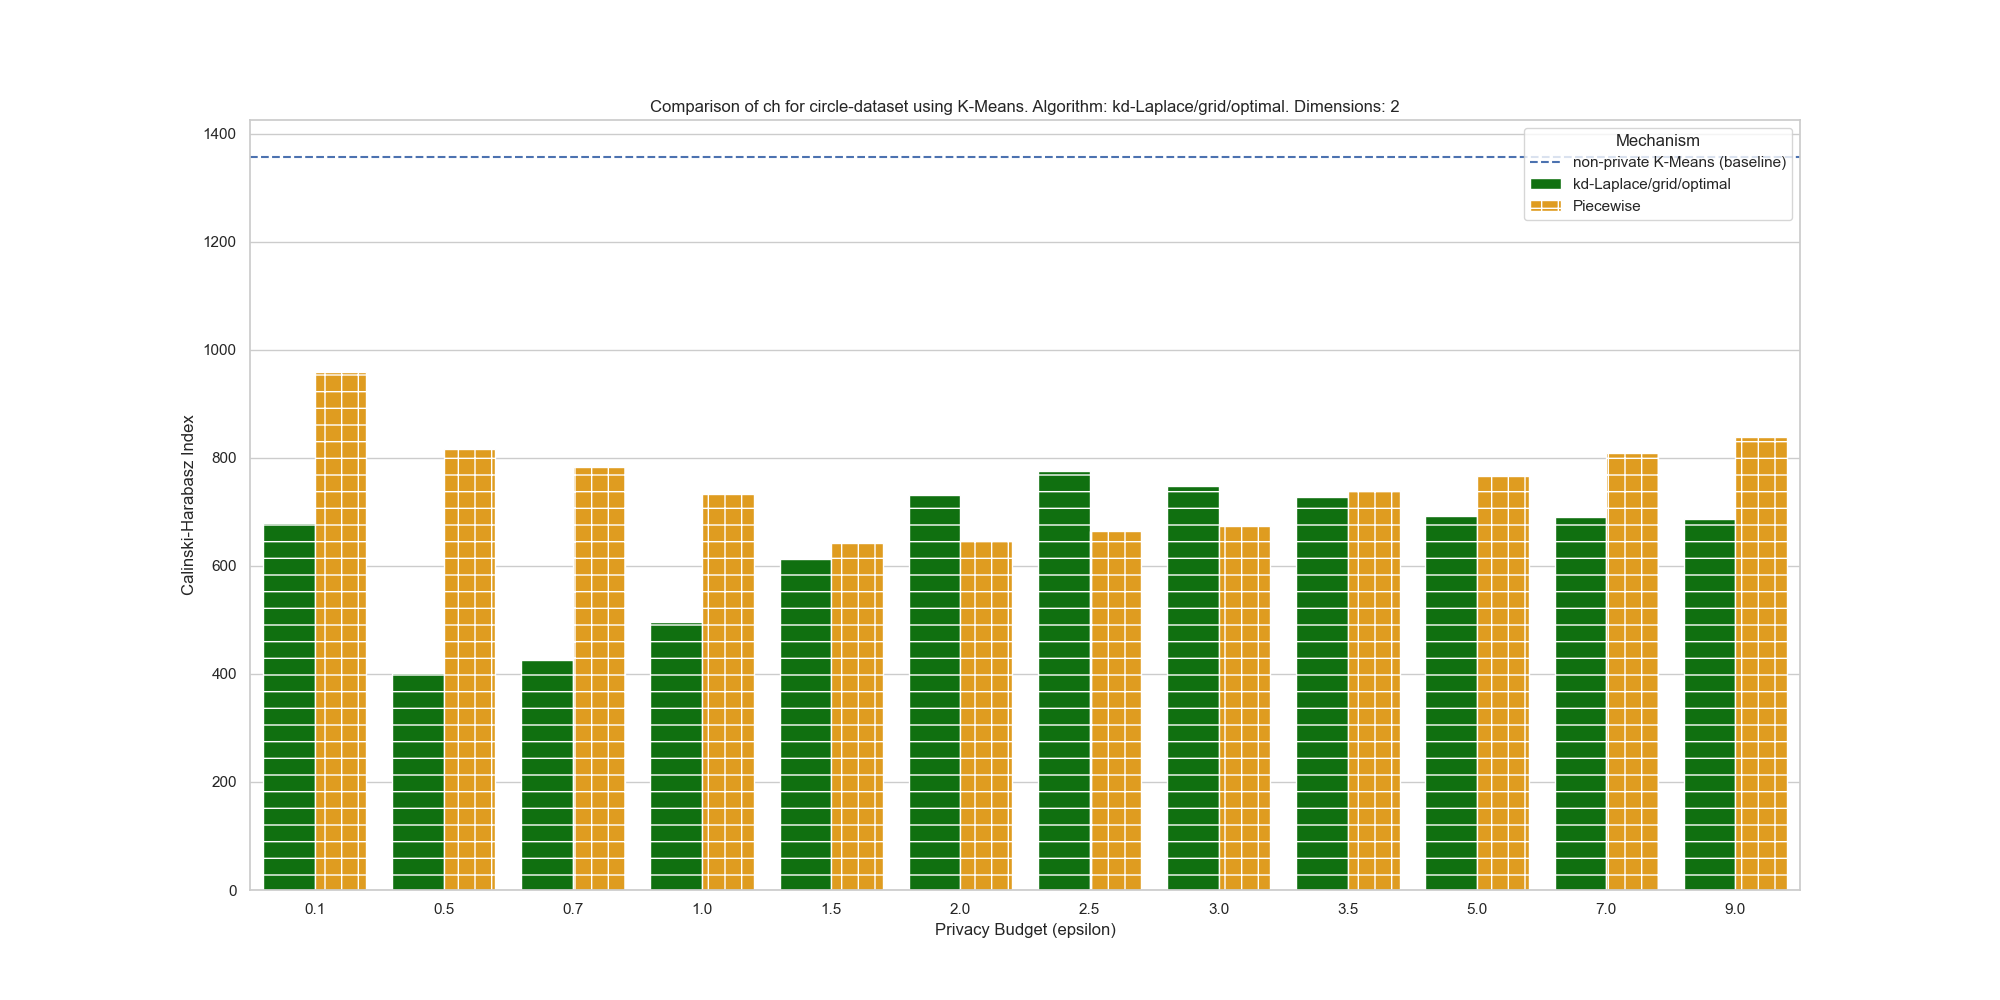 Comparison of ch for circle-dataset using K-Means. Algorithm: kd-Laplace/grid/optimal. Dimensions: 2
Mechanism
non-private K-Means (baseline)
kd-Laplace/grid/optimal
Piecewise
Calinski-Harabasz Index
1400
1200
1000
800
600
400
200
0
0.1 0.5 0.7 1.0 1.5 2.0 2.5 3.0 3.5 5.0 7.0 9.0
Privacy Budget (epsilon)